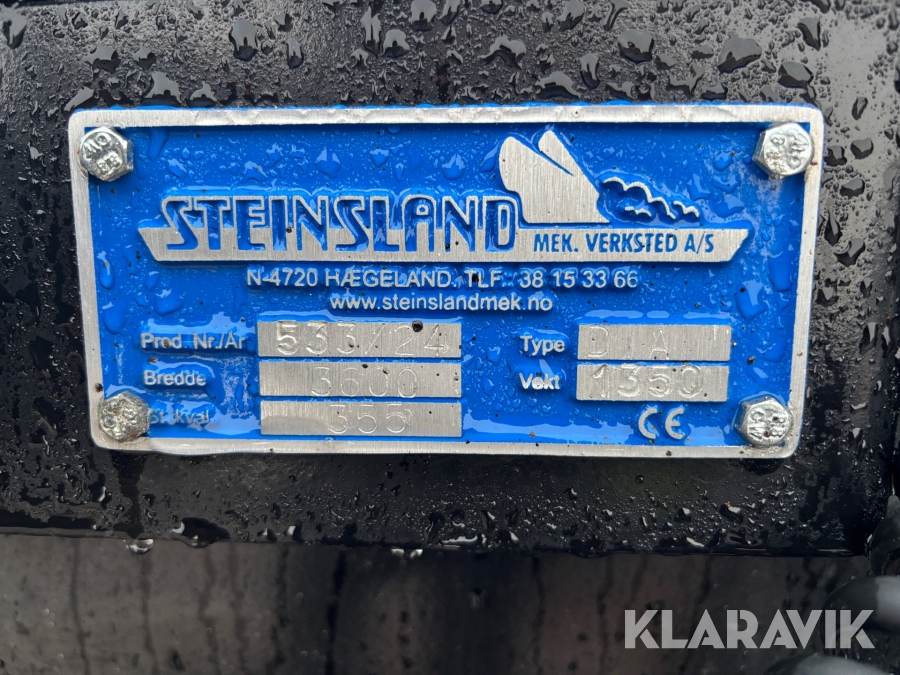 STEINSLAND
MEK. VERKSTED A/S
N-4720 HÆGELAND. TLF. 38 15 33 66
www.steinslandmek.no
Prod. Nr./År 533/24 Type D A
Bredde 3600 Vekt 1350
355
CE
KLARAVIK